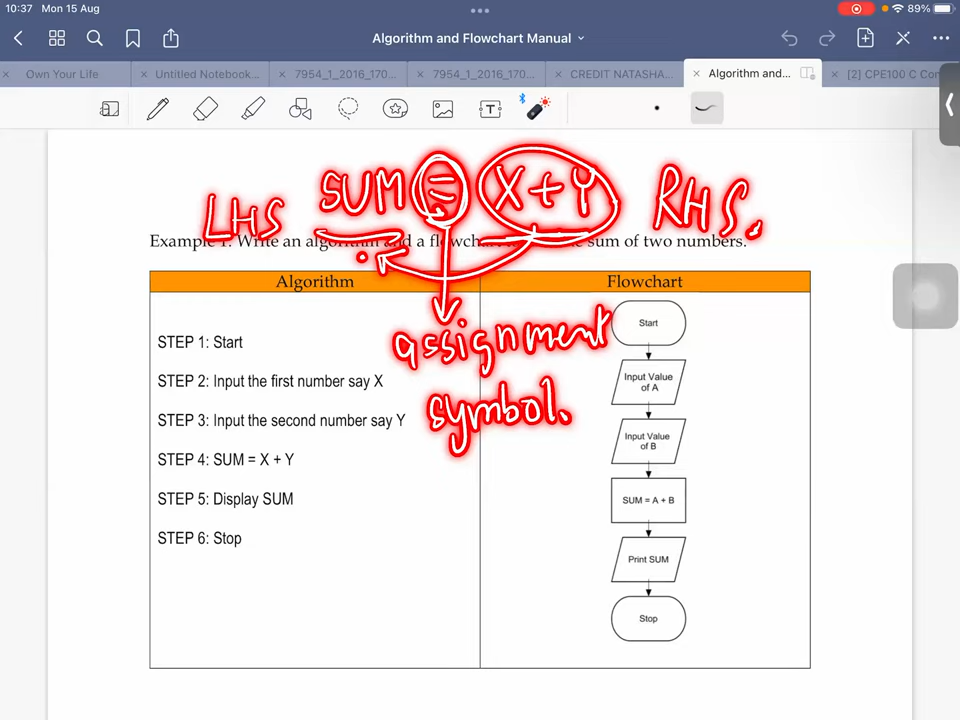 10:37 Mon 15 Aug
89%
Algorithm and Flowchart Manual
Own Your Life
Untitled Notebook...
7954_1_2016_170...
7954_1_2016_170...
CREDIT NATASHA...
Algorithm and...
[2] CPE100 C Con
LHS SUM = X + Y RHS.
Example 1: Write an algorithm and a flowchart the sum of two numbers.
Algorithm
STEP 1: Start
STEP 2: Input the first number say X
STEP 3: Input the second number say Y
STEP 4: SUM = X + Y
STEP 5: Display SUM
STEP 6: Stop
assignment
symbol.
Flowchart
Start
Input Value
of A
Input Value
of B
SUM = A + B
Print SUM
Stop